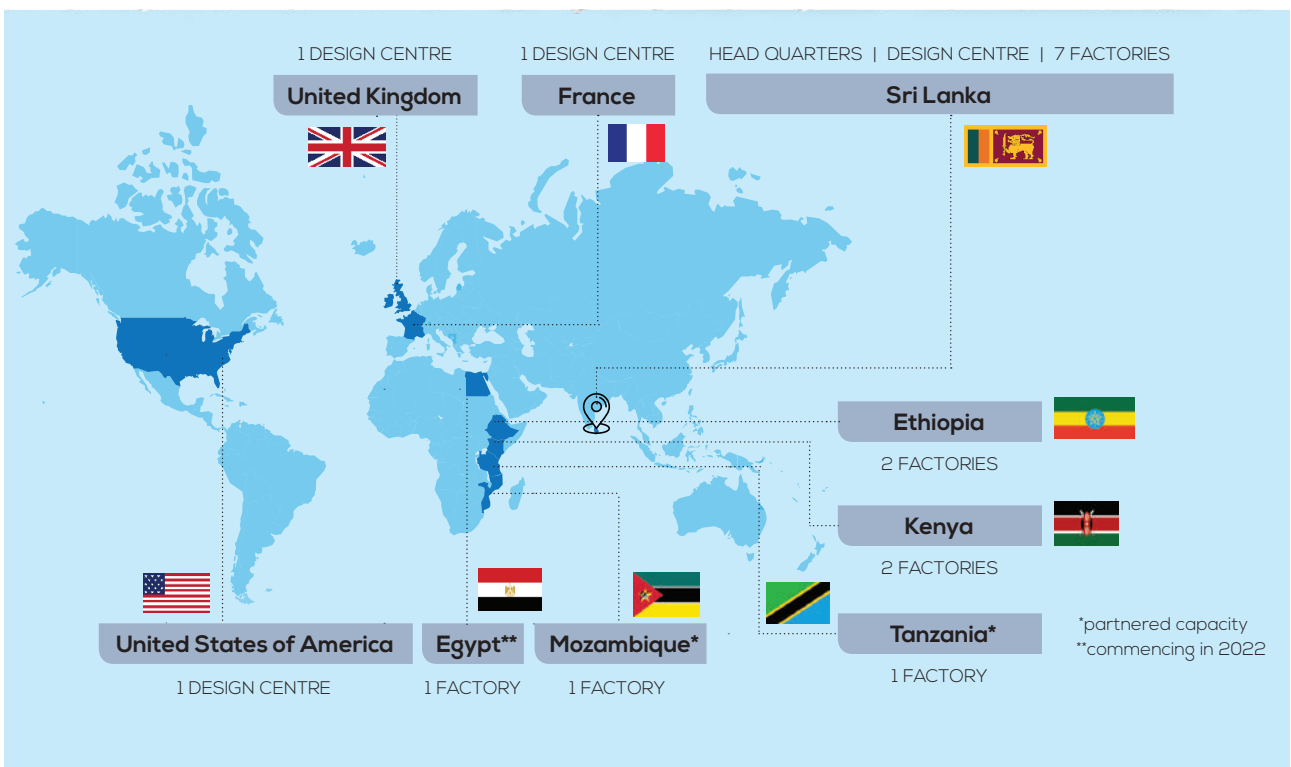 1 DESIGN CENTRE
United Kingdom
1 DESIGN CENTRE
France
HEAD QUARTERS | DESIGN CENTRE | 7 FACTORIES
Sri Lanka
Ethiopia
2 FACTORIES
Kenya
2 FACTORIES
Tanzania*
1 FACTORY
United States of America
1 DESIGN CENTRE
Egypt**
1 FACTORY
Mozambique*
1 FACTORY
*partnered capacity
**commencing in 2022